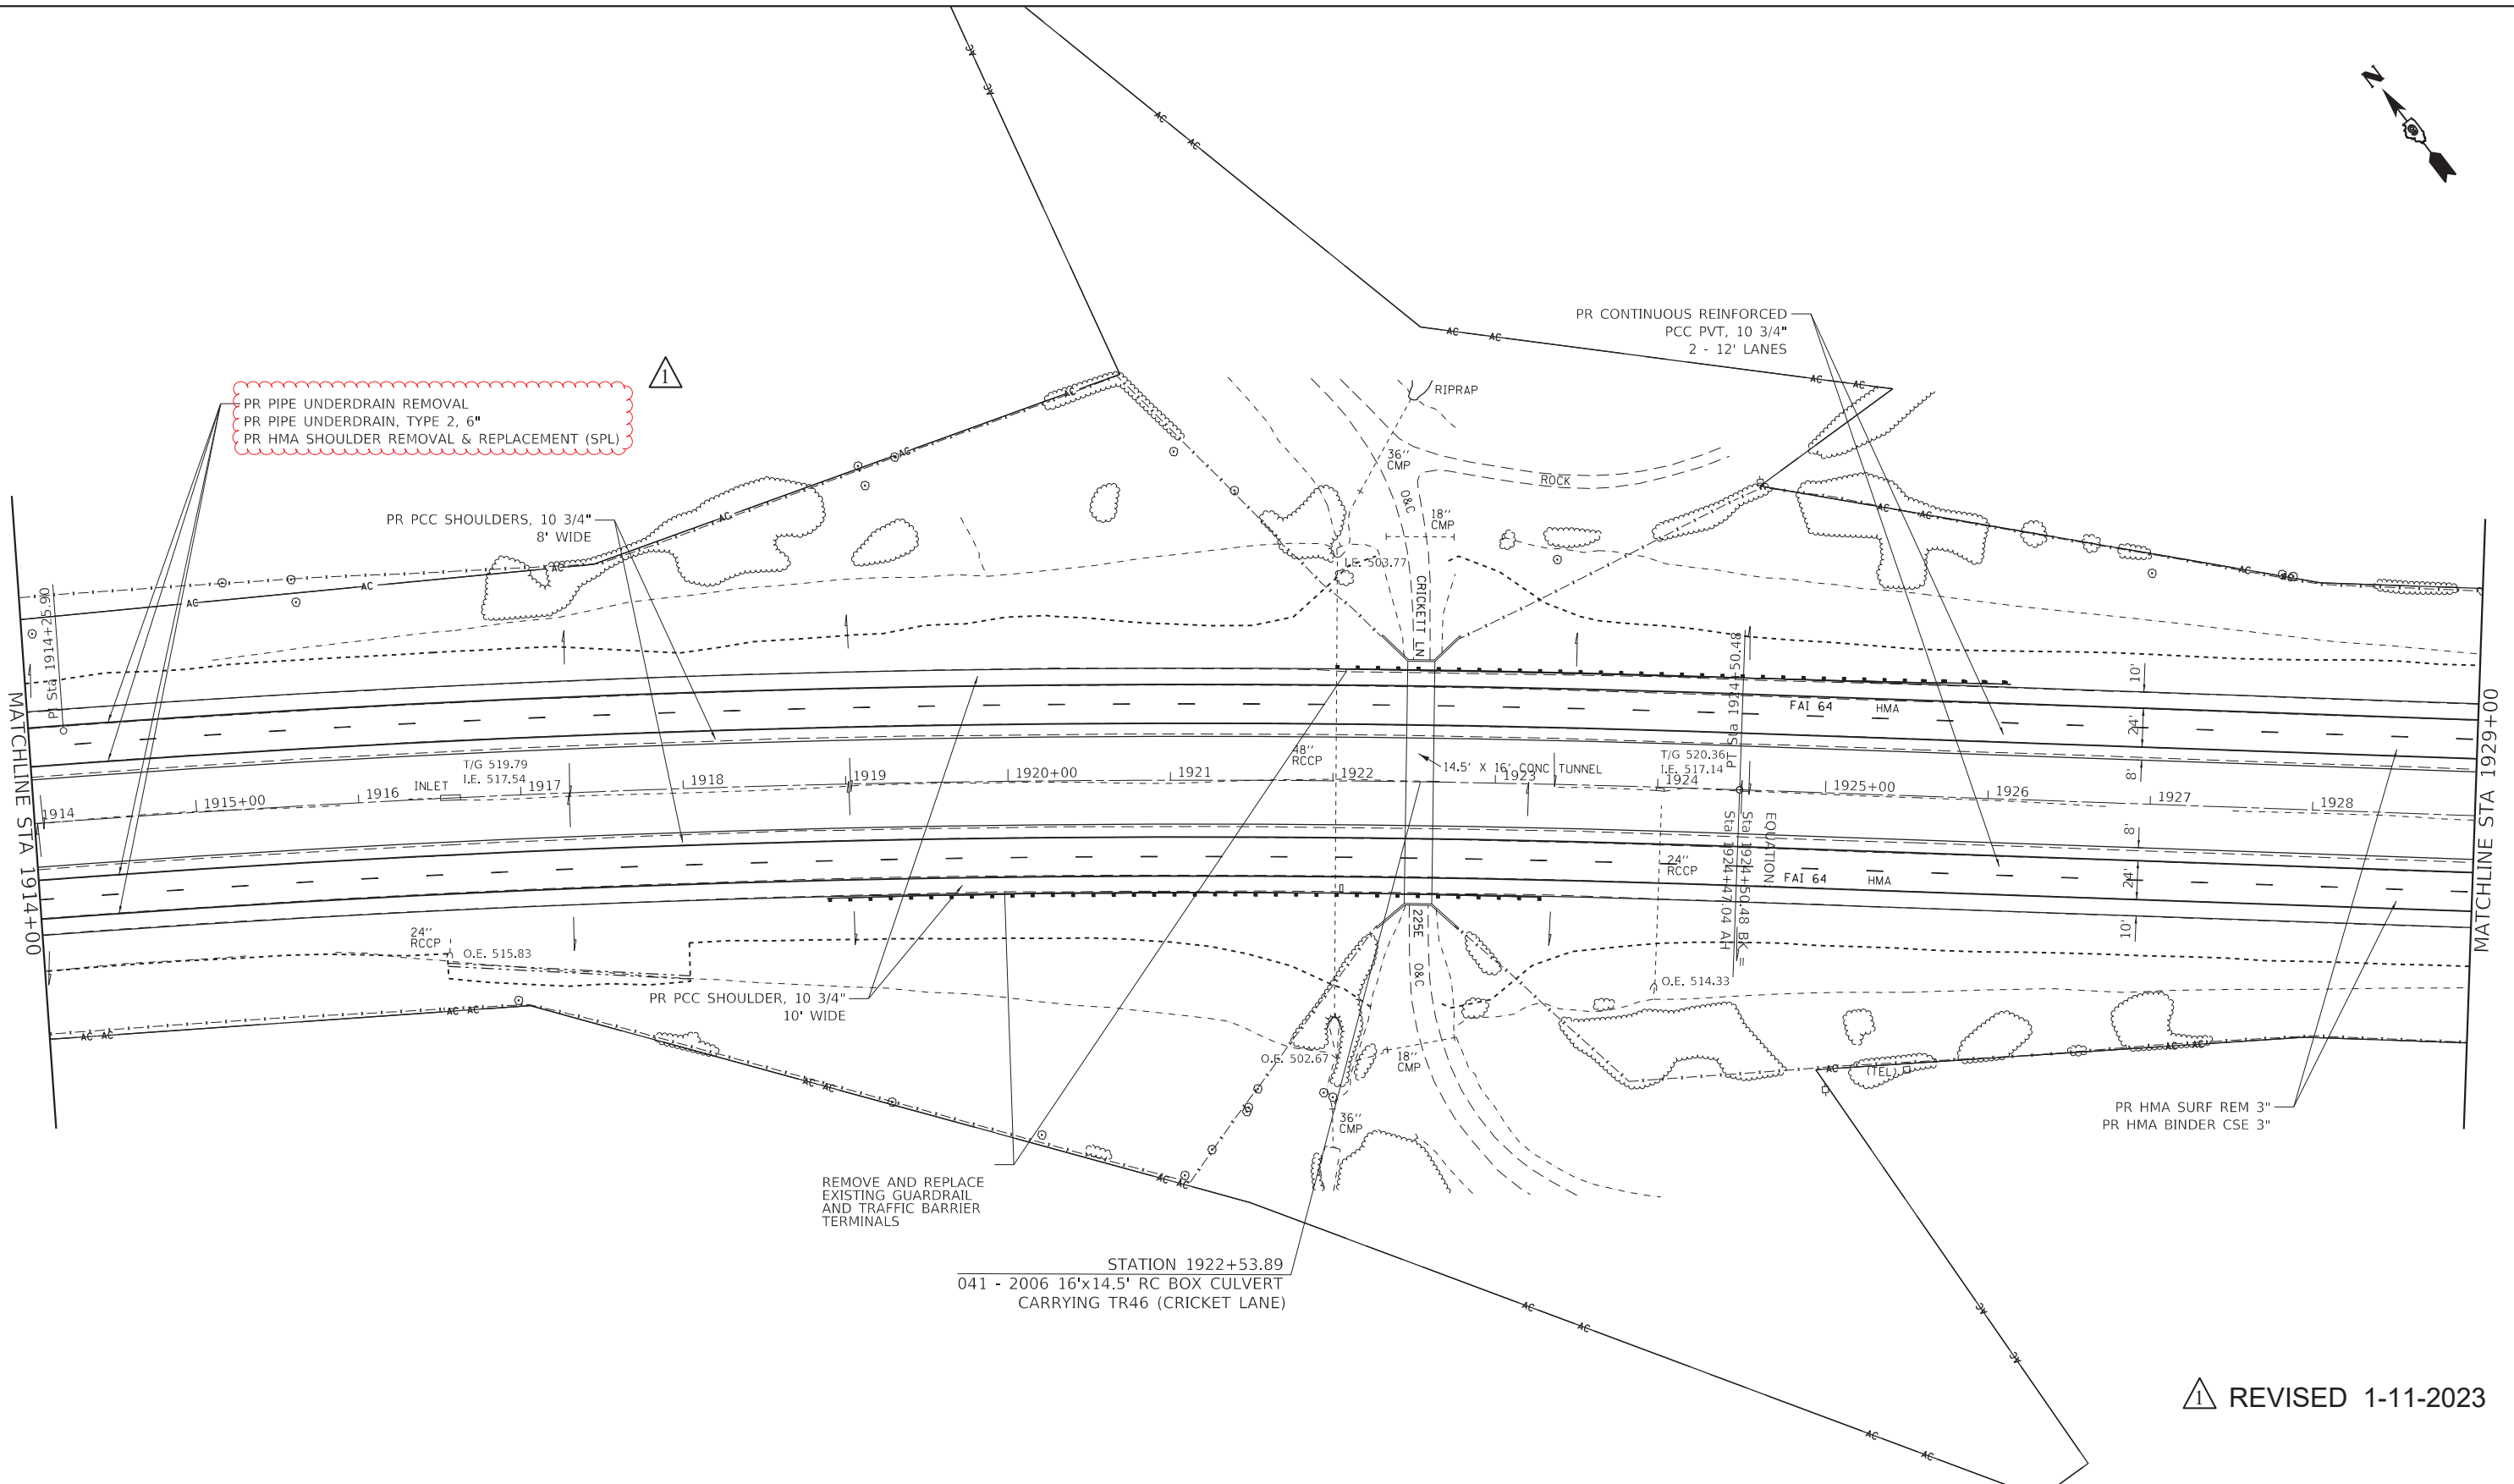 N
PR CONTINUOUS REINFORCED
PCC PVT, 10 3/4"
2 - 12' LANES
1
PR PIPE UNDERDRAIN REMOVAL
PR PIPE UNDERDRAIN, TYPE 2, 6"
PR HMA SHOULDER REMOVAL & REPLACEMENT (SPL)
RIPRAP
36''
CMP
ROCK
O&C
18''
CMP
PR PCC SHOULDERS, 10 3/4"
8' WIDE
I.E. 503.77
CRICKETT LN
PI Sta 1914+25.90
PT Sta 1924+50.48
10'
FAI 64
HMA
24'
8'
MATCHLINE STA 1914+00
MATCHLINE STA 1929+00
48''
RCCP
T/G 519.79
I.E. 517.54
INLET
14.5' X 16' CONC TUNNEL
T/G 520.36
I.E. 517.14
1914
1915+00
1916
1917
1918
1919
1920+00
1921
1922
1923
1924
1925+00
1926
1927
1928
EQUATION
Sta 1924+50.48 BK =
Sta 1924+47.04 AH
24''
RCCP
8'
FAI 64
HMA
24'
10'
24''
RCCP
O.E. 515.83
225E
O&C
O.E. 514.33
PR PCC SHOULDER, 10 3/4"
10' WIDE
O.E. 502.67
18''
CMP
36''
CMP
(TEL)
PR HMA SURF REM 3"
PR HMA BINDER CSE 3"
REMOVE AND REPLACE
EXISTING GUARDRAIL
AND TRAFFIC BARRIER
TERMINALS
STATION 1922+53.89
041 - 2006 16'x14.5' RC BOX CULVERT
CARRYING TR46 (CRICKET LANE)
AC AC
1 REVISED 1-11-2023